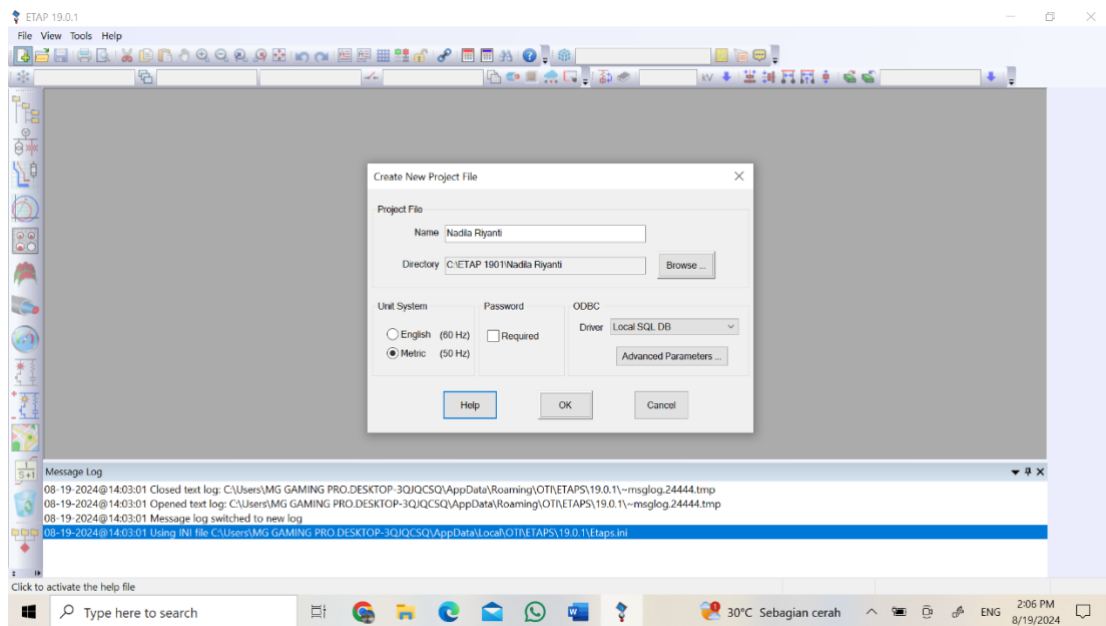 ETAP 19.0.1
File View Tools Help
kV
Create New Project File
Project File
Name Nadila Riyanti
Directory C:\ETAP 1901\Nadila Riyanti Browse ...
Unit System Password ODBC
Driver Local SQL DB
English (60 Hz) Required
Metric (50 Hz)
Advanced Parameters ...
Help OK Cancel
Message Log
08-19-2024@14:03:01 Closed text log: C:\Users\MG GAMING PRO.DESKTOP-3QJQCSQ\AppData\Roaming\OTI\ETAPS\19.0.1\~msglog.24444.tmp
08-19-2024@14:03:01 Opened text log: C:\Users\MG GAMING PRO.DESKTOP-3QJQCSQ\AppData\Roaming\OTI\ETAPS\19.0.1\~msglog.24444.tmp
08-19-2024@14:03:01 Message log switched to new log
08-19-2024@14:03:01 Using INI file C:\Users\MG GAMING PRO.DESKTOP-3QJQCSQ\AppData\Local\OTI\ETAPS\19.0.1\Etaps.ini
Click to activate the help file
Type here to search
30°C Sebagian cerah
ENG
2:06 PM
8/19/2024